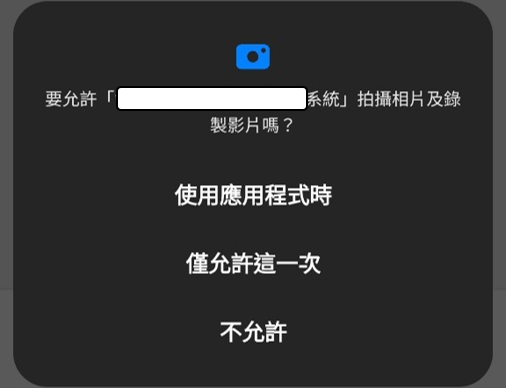 要允許「系統」拍攝相片及錄
製影片嗎？
使用應用程式時
僅允許這一次
不允許